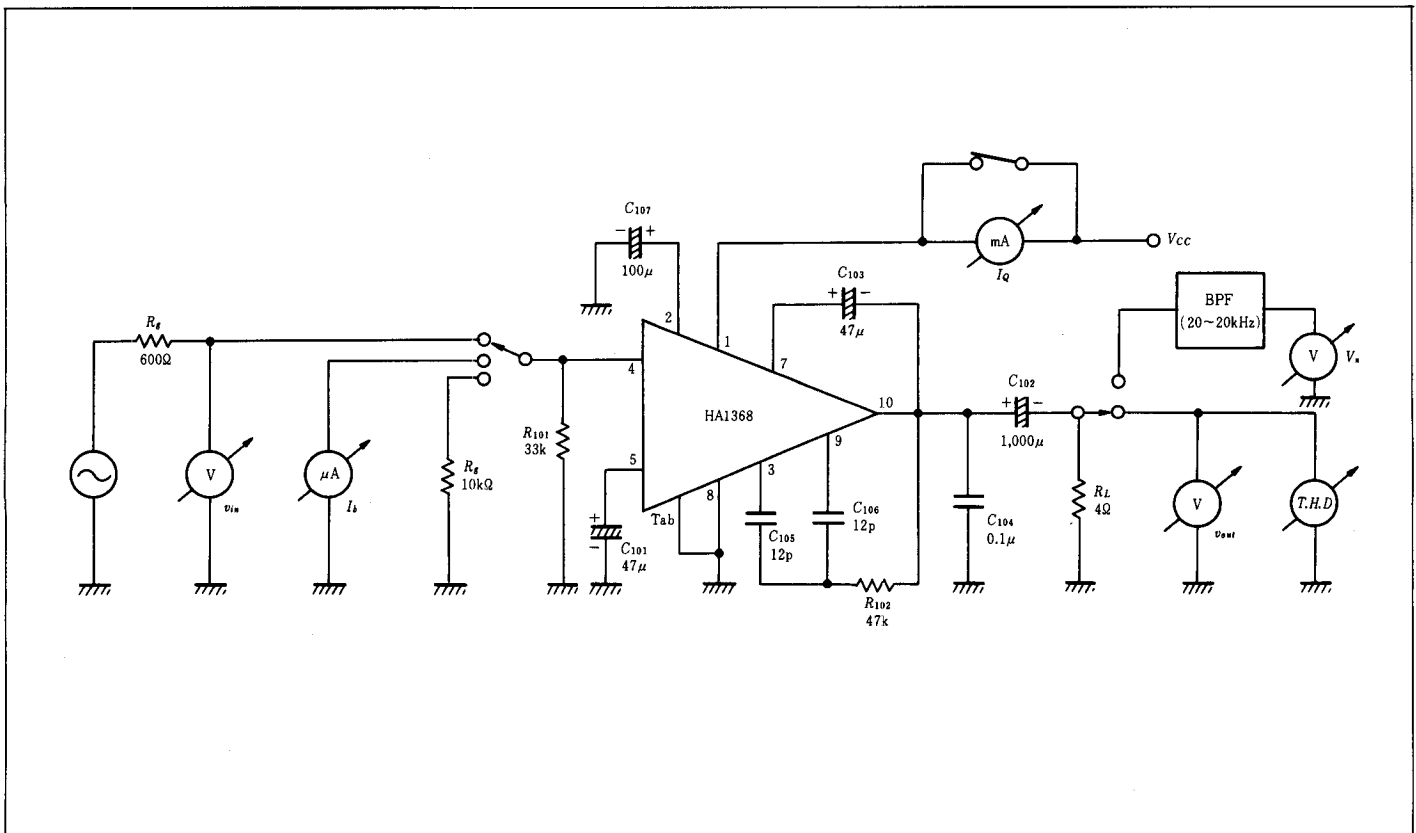 C107
- +
100μ
mA
IQ
VCC
C103
+ -
47μ
BPF
(20~20kHz)
V
Vn
Rg
600Ω
2
1
7
4
HA1368
10
C102
+ -
1,000μ
9
R101
33k
5
3
8
V
vin
μA
Ib
Rg
10kΩ
Tab
+
-
C101
47μ
C105
12p
C106
12p
R102
47k
C104
0.1μ
RL
4Ω
V
vout
T.H.D